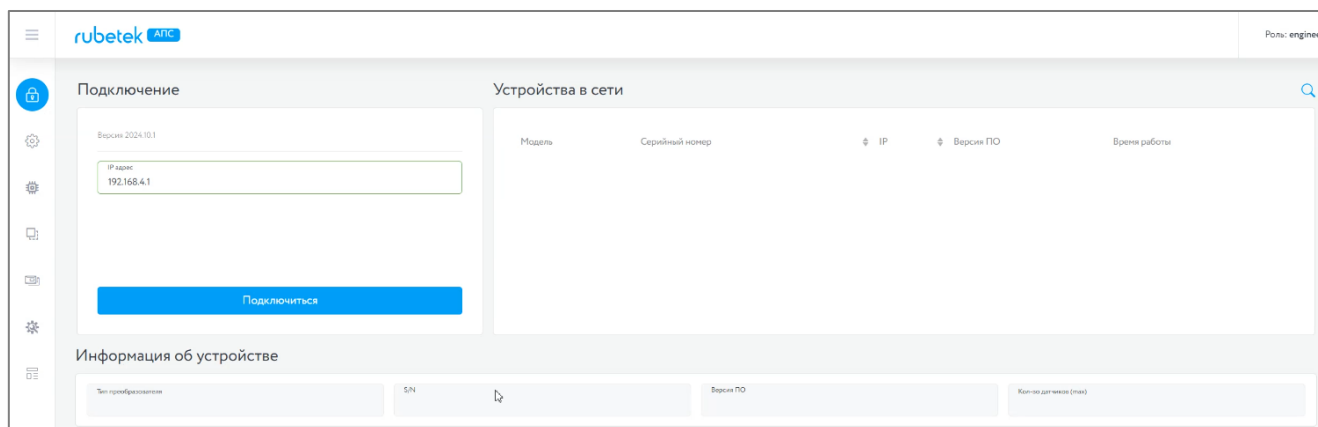 rubetek АПС
Роль: enginee
Подключение
Устройства в сети
Версия 2024.10.1
Модель Серийный номер IP Версия ПО Время работы
IP адрес
192.168.4.1
Подключиться
Информация об устройстве
Тип преобразователя S/N Версия ПО Кол-во датчиков (max)